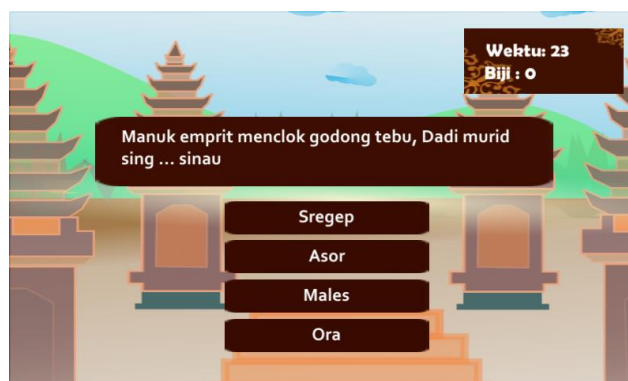 Wektu: 23
Biji : 0
Manuk emprit menclok godong tebu, Dadi murid
sing ... sinau
Sregep
Asor
Males
Ora